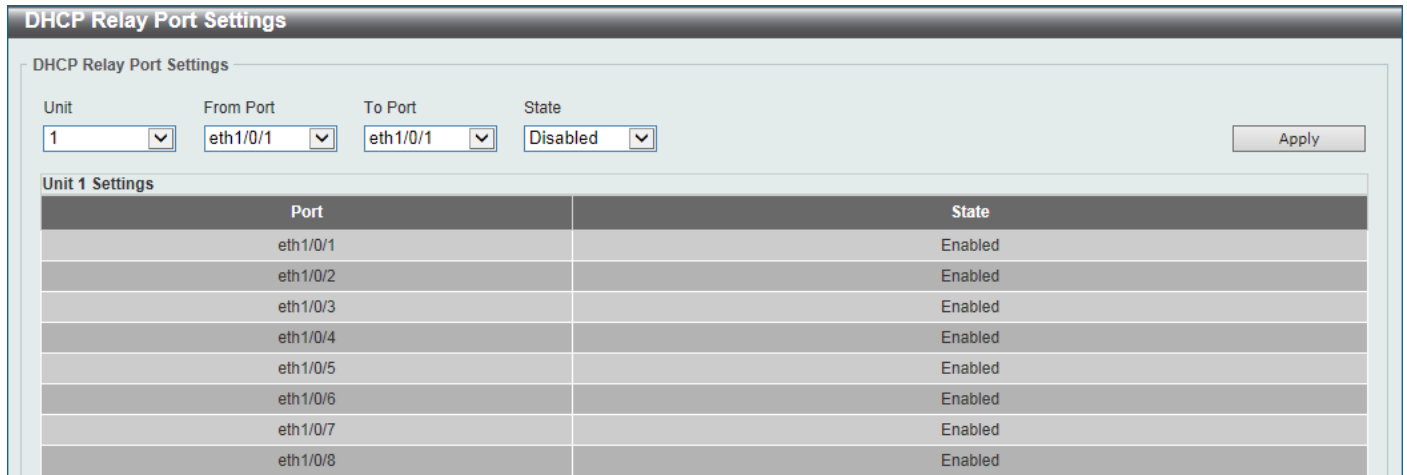 DHCP Relay Port Settings
DHCP Relay Port Settings
Unit From Port To Port State
1 eth1/0/1 eth1/0/1 Disabled Apply
Unit 1 Settings
Port State
eth1/0/1 Enabled
eth1/0/2 Enabled
eth1/0/3 Enabled
eth1/0/4 Enabled
eth1/0/5 Enabled
eth1/0/6 Enabled
eth1/0/7 Enabled
eth1/0/8 Enabled